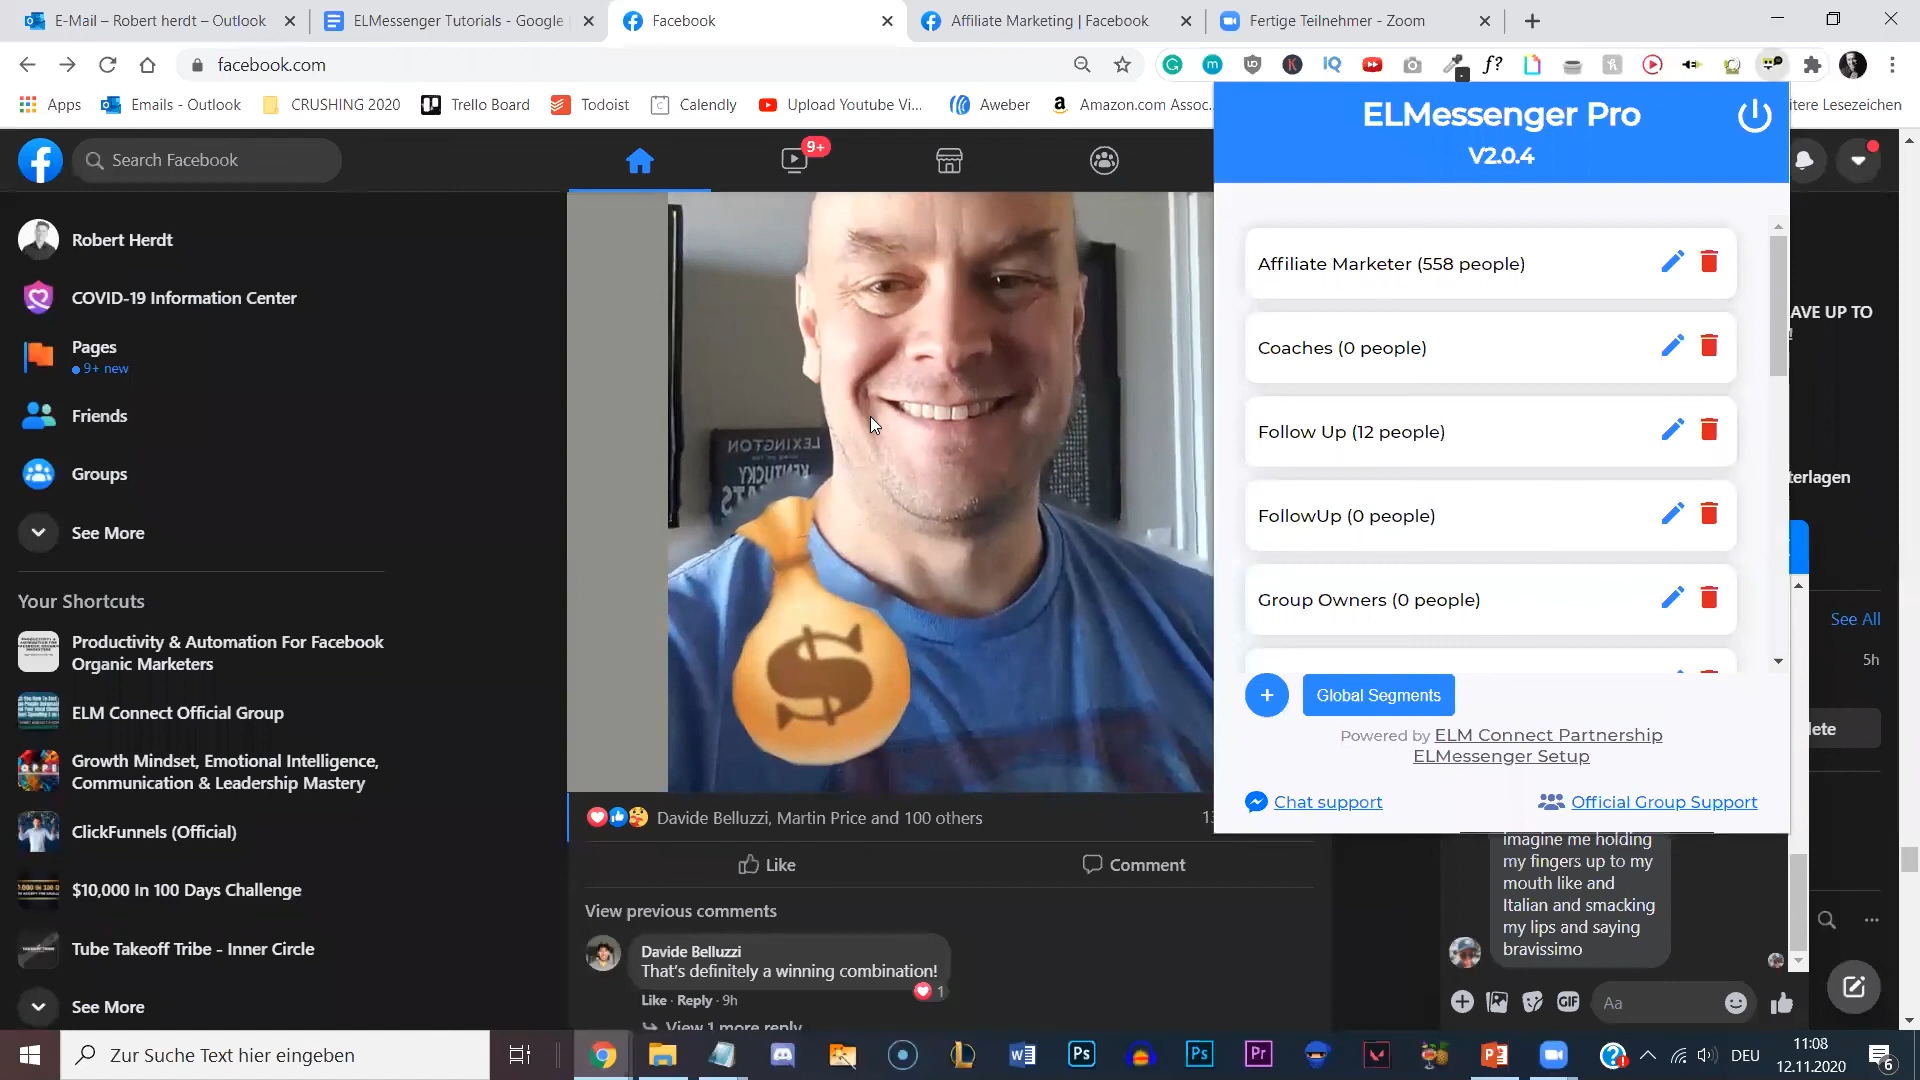 E-Mail – Robert herdt – Outlook
ELMessenger Tutorials - Google
Facebook
Affiliate Marketing | Facebook
Fertige Teilnehmer - Zoom
facebook.com
Apps
Emails - Outlook
CRUSHING 2020
Trello Board
Todoist
Calendly
Upload Youtube Vi...
Aweber
Amazon.com Assoc...
itere Lesezeichen
ELMessenger Pro
V2.0.4
Search Facebook
9+
Robert Herdt
COVID-19 Information Center
Pages
9+ new
Friends
Groups
See More
Your Shortcuts
Productivity & Automation For Facebook
Organic Marketers
ELM Connect Official Group
Growth Mindset, Emotional Intelligence,
Communication & Leadership Mastery
ClickFunnels (Official)
$10,000 In 100 Days Challenge
Tube Takeoff Tribe - Inner Circle
See More
LEXINGTON
KENTUCKY
$
Davide Belluzzi, Martin Price and 100 others
Like
Comment
View previous comments
Davide Belluzzi
That's definitely a winning combination!
1
Like · Reply · 9h
View 1 more reply
Affiliate Marketer (558 people)
Coaches (0 people)
Follow Up (12 people)
FollowUp (0 people)
Group Owners (0 people)
+
Global Segments
Powered by ELM Connect Partnership
ELMessenger Setup
Chat support
Official Group Support
AVE UP TO
terlagen
See All
5h
lete
imagine me holding
my fingers up to my
mouth like and
Italian and smacking
my lips and saying
bravissimo
GIF
Aa
Zur Suche Text hier eingeben
DEU
11:08
12.11.2020
6